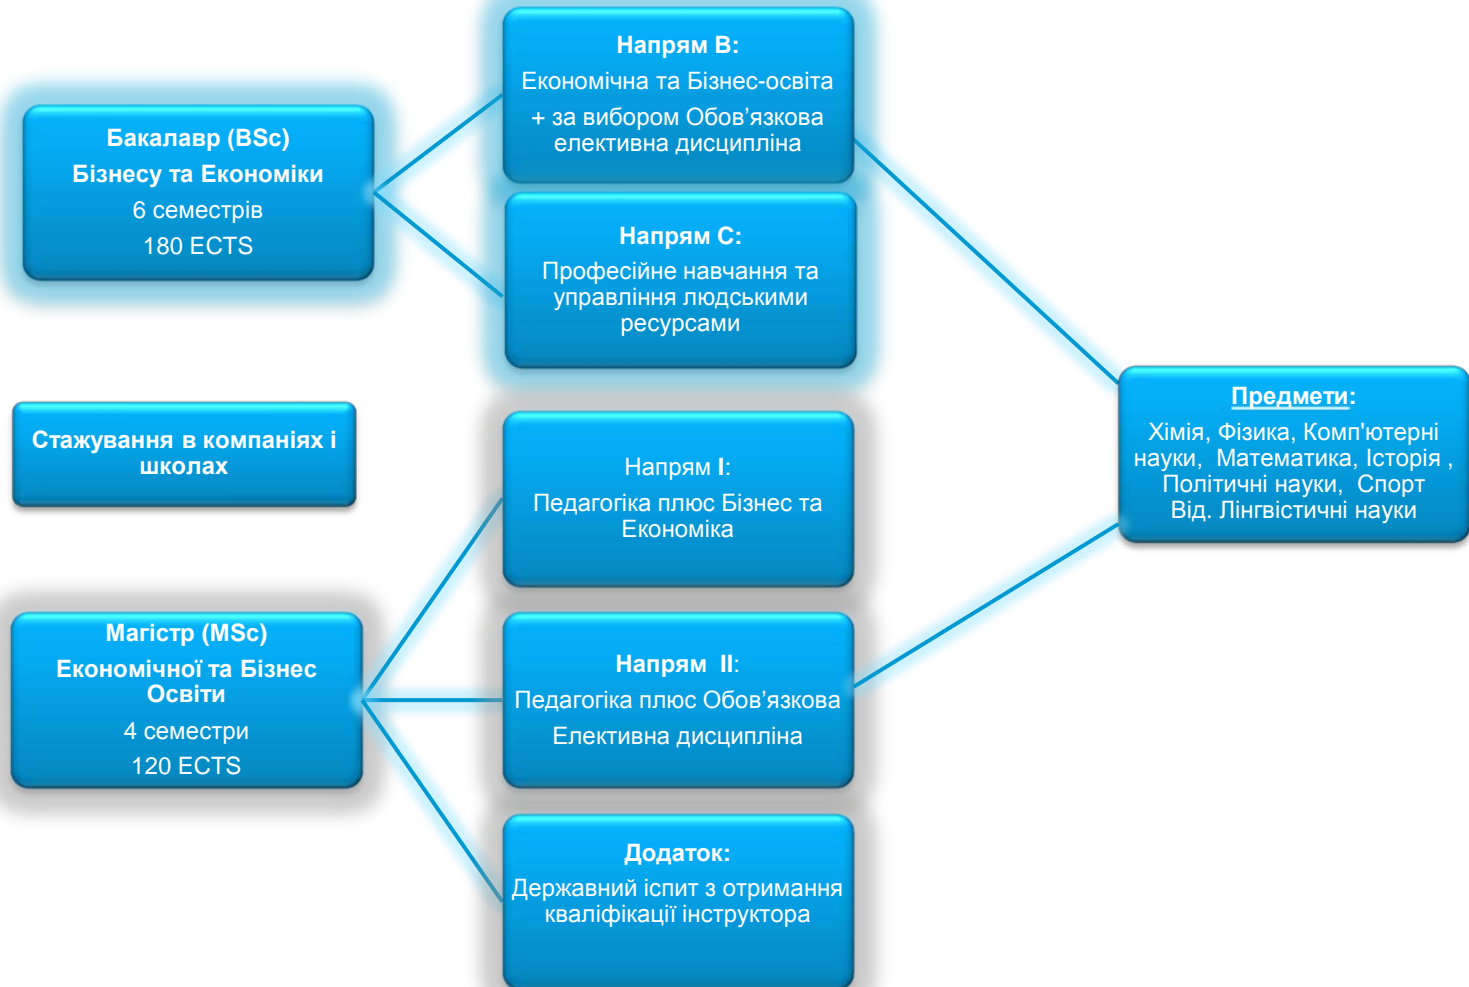 Бакалавр (BSc)
Бізнесу та Економіки
6 семестрів
180 ECTS
Напрям B:
Економічна та Бізнес-освіта
+ за вибором Обов’язкова
елективна дисципліна
Напрям C:
Професійне навчання та
управління людськими
ресурсами
Стажування в компаніях і
школах
Магістр (MSc)
Економічної та Бізнес
Освіти
4 семестри
120 ECTS
Напрям I:
Педагогіка плюс Бізнес та
Економіка
Напрям II:
Педагогіка плюс Обов’язкова
Елективна дисципліна
Додаток:
Державний іспит з отримання
кваліфікації інструктора
Предмети:
Хімія, Фізика, Комп'ютерні
науки, Математика, Історія ,
Політичні науки, Спорт
Від. Лінгвістичні науки